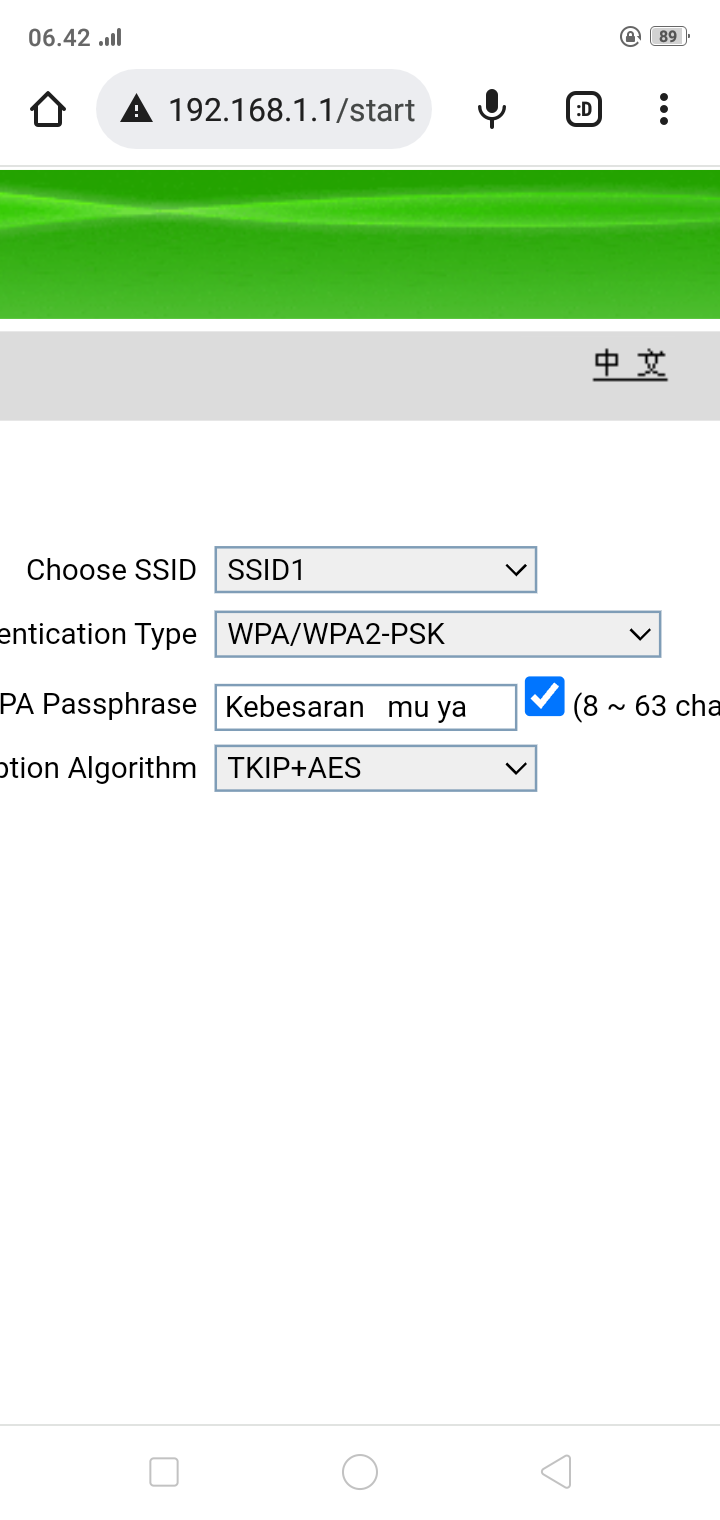 06.42
89
192.168.1.1/start
:D
中 文
Choose SSID SSID1
entication Type WPA/WPA2-PSK
PA Passphrase Kebesaran   mu ya (8 ~ 63 cha
ption Algorithm TKIP+AES